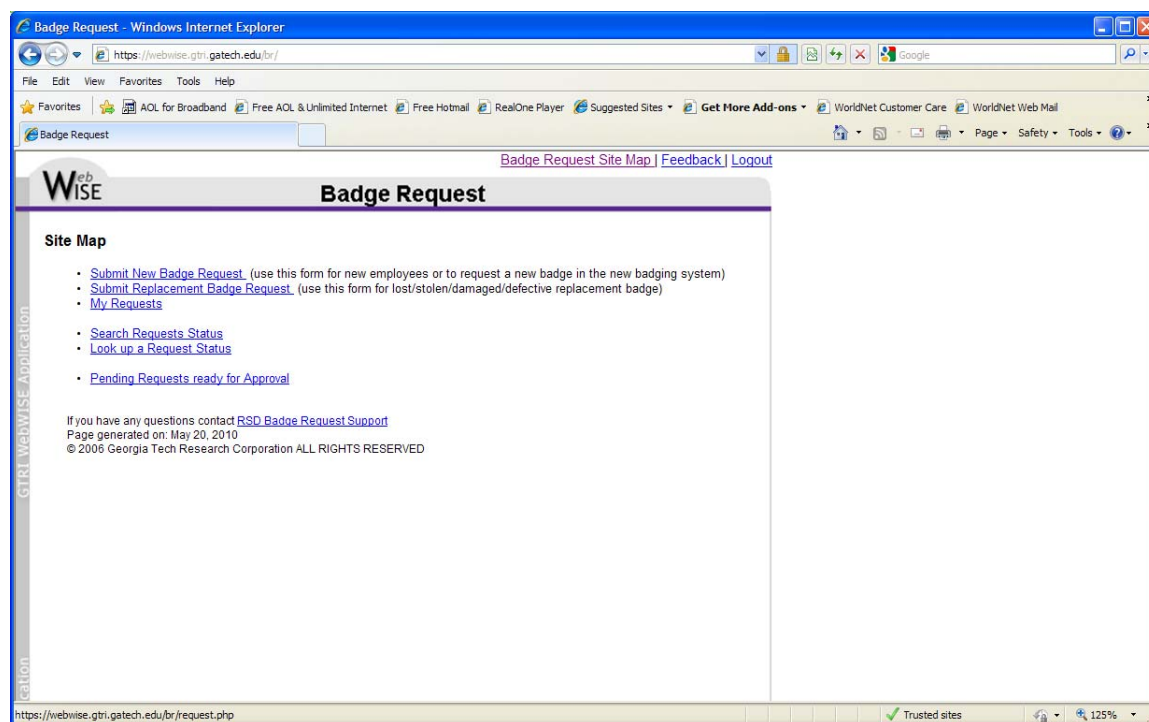 Badge Request - Windows Internet Explorer
https://webwise.gtri.gatech.edu/br/
Google
File Edit View Favorites Tools Help
Favorites AOL for Broadband Free AOL & Unlimited Internet Free Hotmail RealOne Player Suggested Sites Get More Add-ons WorldNet Customer Care WorldNet Web Mail
Badge Request
Page Safety Tools
Badge Request Site Map | Feedback | Logout
Web WISE
Badge Request
Site Map
• Submit New Badge Request (use this form for new employees or to request a new badge in the new badging system)
• Submit Replacement Badge Request (use this form for lost/stolen/damaged/defective replacement badge)
• My Requests
• Search Requests Status
• Look up a Request Status
• Pending Requests ready for Approval
If you have any questions contact RSD Badge Request Support
Page generated on: May 20, 2010
© 2006 Georgia Tech Research Corporation ALL RIGHTS RESERVED
GTRI WebWISE Application
cation
https://webwise.gtri.gatech.edu/br/request.php
Trusted sites
125%